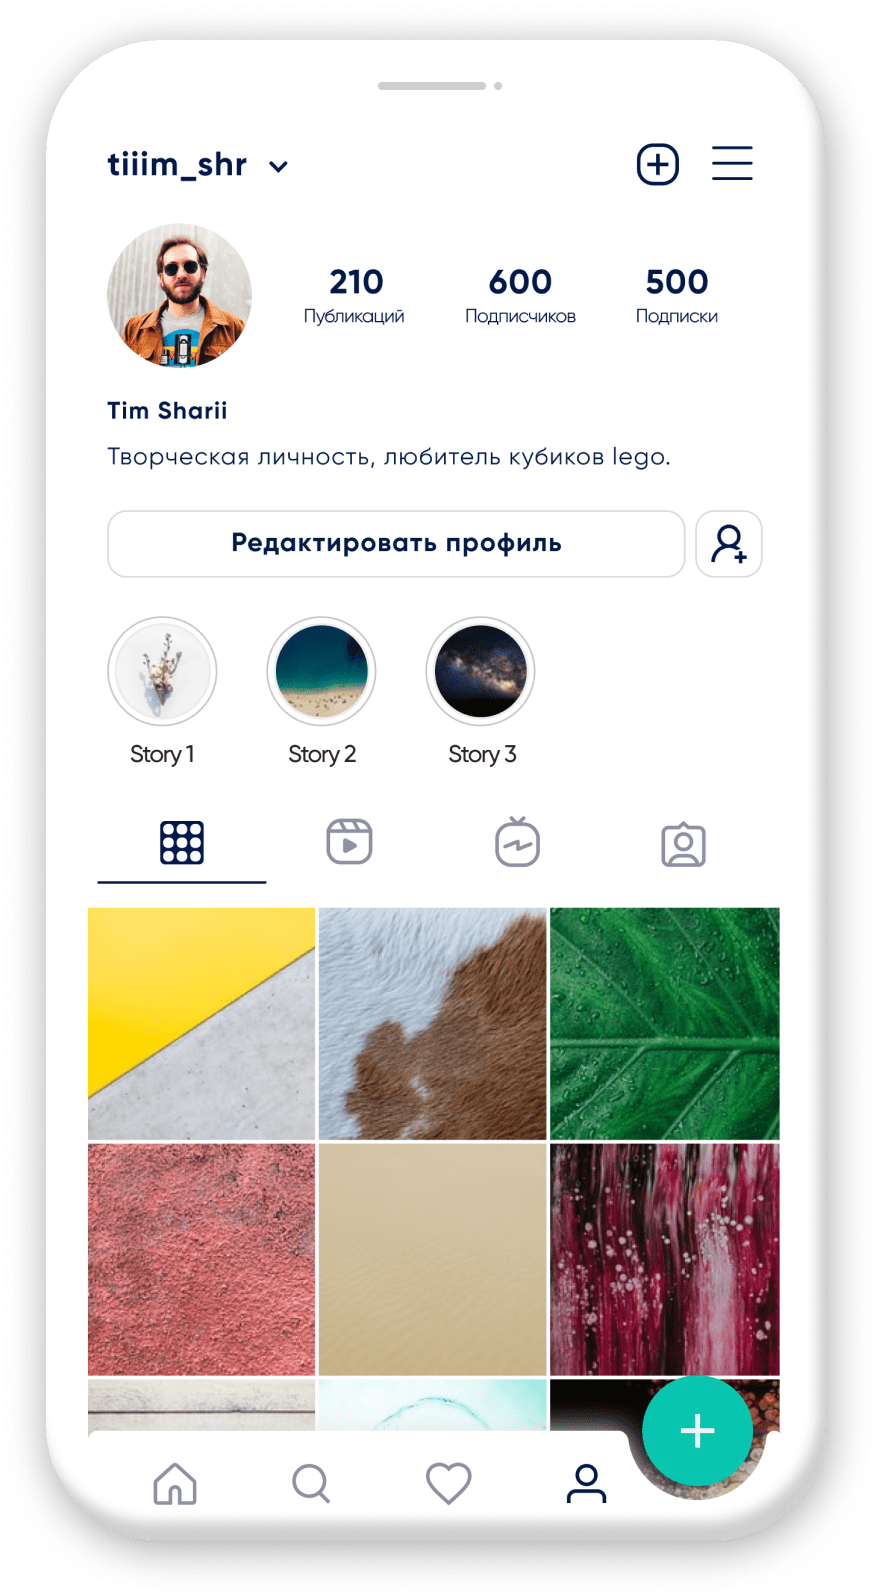 tiiim_shr
210 600 500
Публикаций Подписчиков Подписки
Tim Sharii
Творческая личность, любитель кубиков lego.
Редактировать профиль
Story 1 Story 2 Story 3